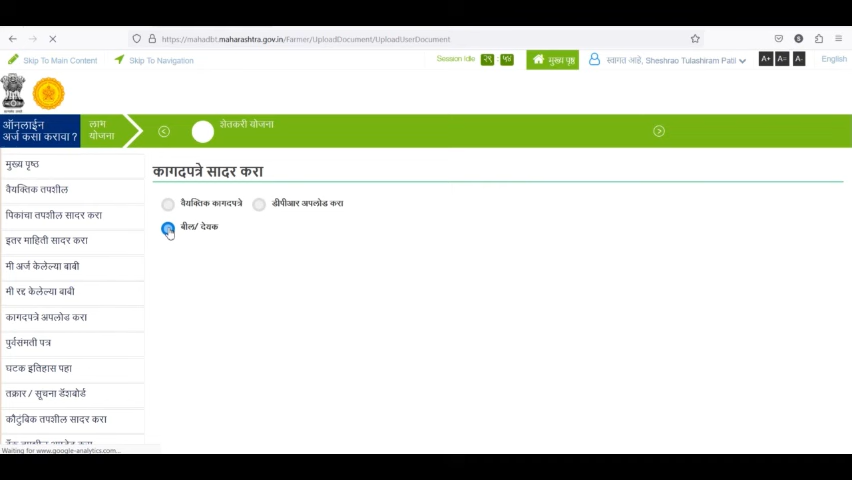 https://mahadbt.maharashtra.gov.in/Farmer/UploadDocument/UploadUserDocument
Skip To Main Content
Skip To Navigation
Session Idle २९ : ५४
मुख्य पृष्ठ
स्वागत आहे, Sheshrao Tulashiram Patil
A+ A= A-
English
ऑनलाईन
अर्ज कसा करावा ?
लाभ
योजना
शेतकरी योजना
मुख्य पृष्ठ
वैयक्तिक तपशील
पिकांचा तपशील सादर करा
इतर माहिती सादर करा
मी अर्ज केलेल्या बाबी
मी रद्द केलेल्या बाबी
कागदपत्रे अपलोड करा
पुर्वसंमती पत्र
घटक इतिहास पहा
तक्रार / सूचना डॅशबोर्ड
कौटुंबिक तपशील सादर करा
कागदपत्रे सादर करा
वैयक्तिक कागदपत्रे
डीपीआर अपलोड करा
बील/ देयक
Waiting for www.google-analytics.com...